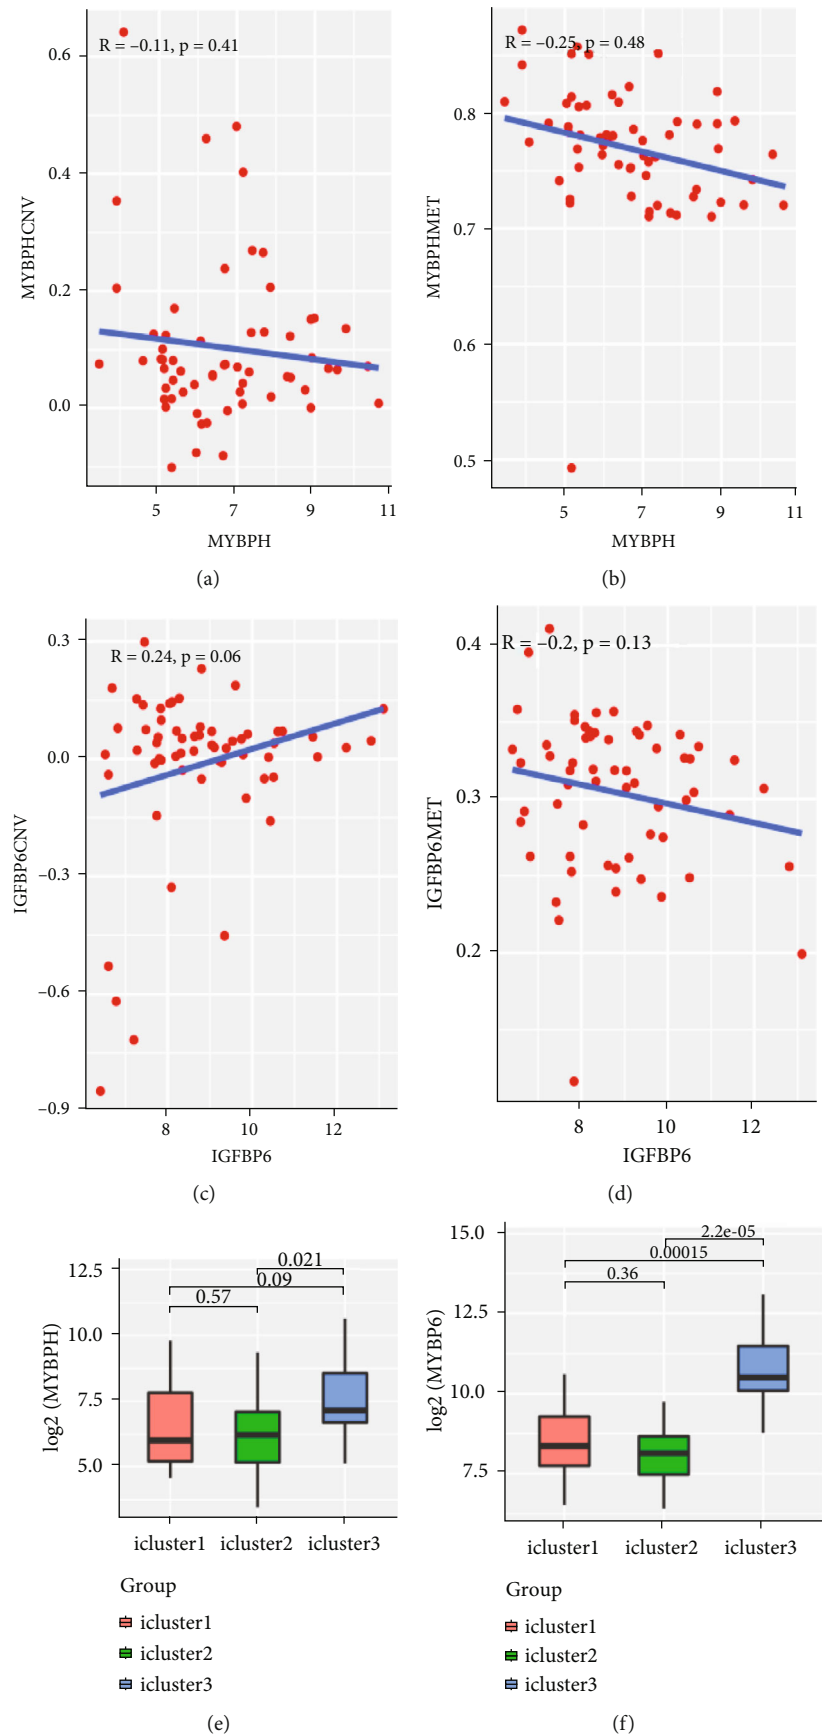 R = –0.11, p = 0.41
0.6
0.4
0.2
0.0
MYBPHCNV
5 7 9 11
MYBPH
(a)
R = –0.25, p = 0.48
0.8
0.7
0.6
0.5
MYBPHMET
5 7 9 11
MYBPH
(b)
R = 0.24, p = 0.06
0.3
0.0
–0.3
–0.6
–0.9
IGFBP6CNV
8 10 12
IGFBP6
(c)
R = –0.2, p = 0.13
0.4
0.3
0.2
IGFBP6MET
8 10 12
IGFBP6
(d)
0.021
0.09
0.57
12.5
10.0
7.5
5.0
log2 (MYBPH)
icluster1 icluster2 icluster3
Group
icluster1
icluster2
icluster3
(e)
2.2e-05
0.00015
0.36
15.0
12.5
10.0
7.5
log2 (MYBP6)
icluster1 icluster2 icluster3
Group
icluster1
icluster2
icluster3
(f)